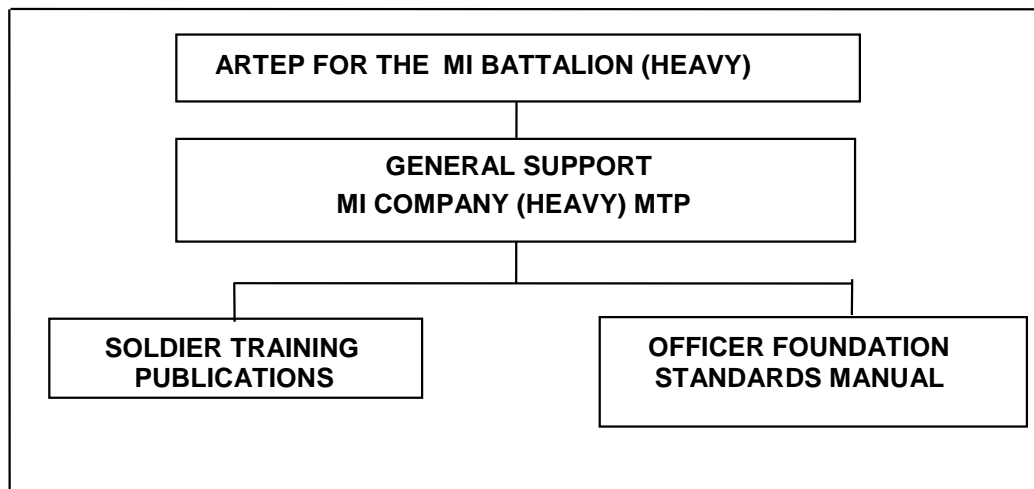 ARTEP FOR THE MI BATTALION (HEAVY)
GENERAL SUPPORT
MI COMPANY (HEAVY) MTP
SOLDIER TRAINING
PUBLICATIONS
OFFICER FOUNDATION
STANDARDS MANUAL